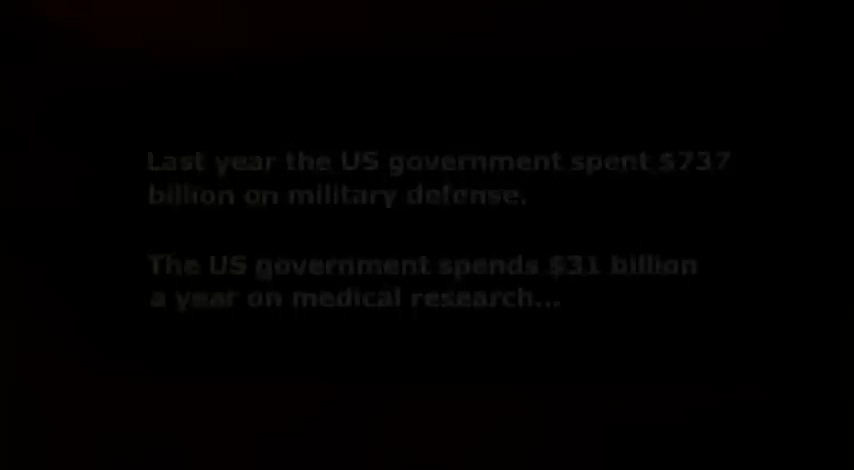 Last year the US government spent $737
billion on military defense.
The US government spends $31 billion
a year on medical research...